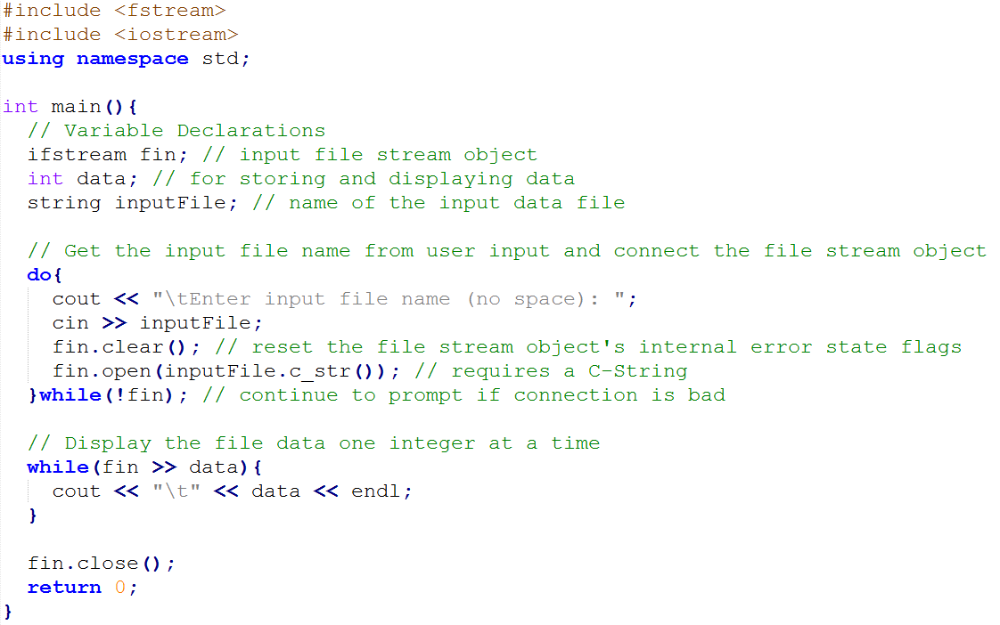 #include <fstream>
#include <iostream>
using namespace std;

int main(){
  // Variable Declarations
  ifstream fin; // input file stream object
  int data; // for storing and displaying data
  string inputFile; // name of the input data file

  // Get the input file name from user input and connect the file stream object
  do{
    cout << "\tEnter input file name (no space): ";
    cin >> inputFile;
    fin.clear(); // reset the file stream object's internal error state flags
    fin.open(inputFile.c_str()); // requires a C-String
  }while(!fin); // continue to prompt if connection is bad

  // Display the file data one integer at a time
  while(fin >> data){
    cout << "\t" << data << endl;
  }

  fin.close();
  return 0;
}